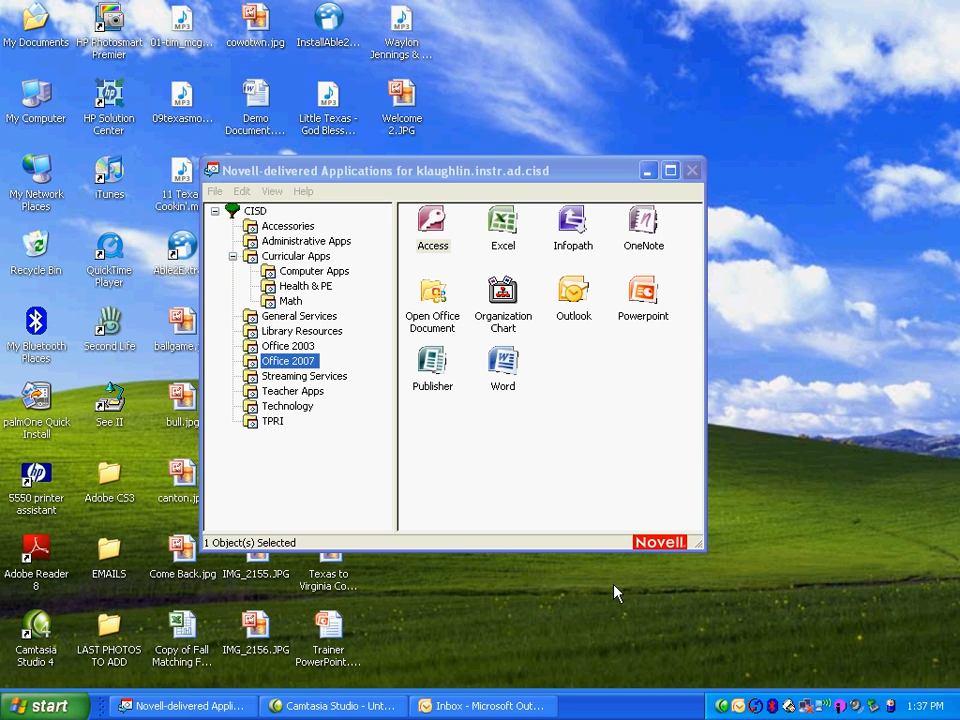 My Documents
HP Photosmart
Premier
01-tim_mcg...
cowotwn.jpg
InstallAble2...
Waylon
Jennings & ...
My Computer
HP Solution
Center
09texasmo...
Demo
Document....
Little Texas -
God Bless...
Welcome
2.JPG
My Network
Places
iTunes
11 Texa
Cookin'.m
Recycle Bin
QuickTime
Player
Able2Extr
My Bluetooth
Places
Second Life
ballgame.j
palmOne Quick
Install
See II
bull.jpg
5550 printer
assistant
Adobe CS3
canton.jp
Adobe Reader
8
EMAILS
Come Back.jpg
IMG_2155.JPG
Texas to
Virginia Co...
Camtasia
Studio 4
LAST PHOTOS
TO ADD
Copy of Fall
Matching F...
IMG_2156.JPG
Trainer
PowerPoint....
Novell-delivered Applications for klaughlin.instr.ad.cisd
File Edit View Help
CISD
Accessories
Administrative Apps
Curricular Apps
Computer Apps
Health & PE
Math
General Services
Library Resources
Office 2003
Office 2007
Streaming Services
Teacher Apps
Technology
TPRI
Access
Excel
Infopath
OneNote
Open Office
Document
Organization
Chart
Outlook
Powerpoint
Publisher
Word
1 Object(s) Selected
Novell.
start
Novell-delivered Appli...
Camtasia Studio - Unt...
Inbox - Microsoft Out...
1:37 PM